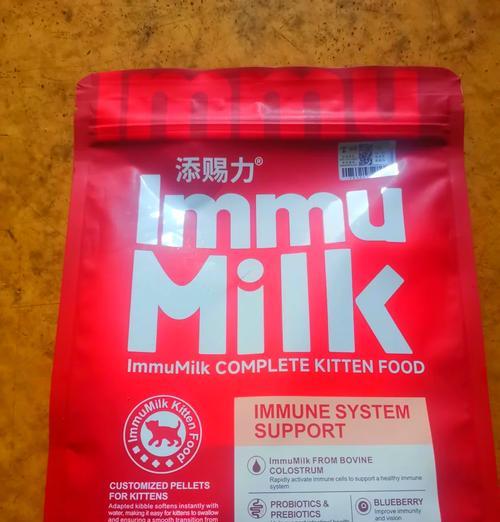 immu
添赐力®
Immu
Milk
ImmuMilk COMPLETE KITTEN FOOD
ImmuMilk Kitten Food
IMMUNE SYSTEM
SUPPORT
ImmuMilk FROM BOVINE
COLOSTRUM
Rapidly activate immune cells to support a healthy immune
system
CUSTOMIZED PELLETS
FOR KITTENS
Adapted kibble softens instantly with
water, making it easy for kittens to swallow
and ensuring a smooth transition from
PROBIOTICS &
PREBIOTICS
BLUEBERRY
Improve immunity
and vision